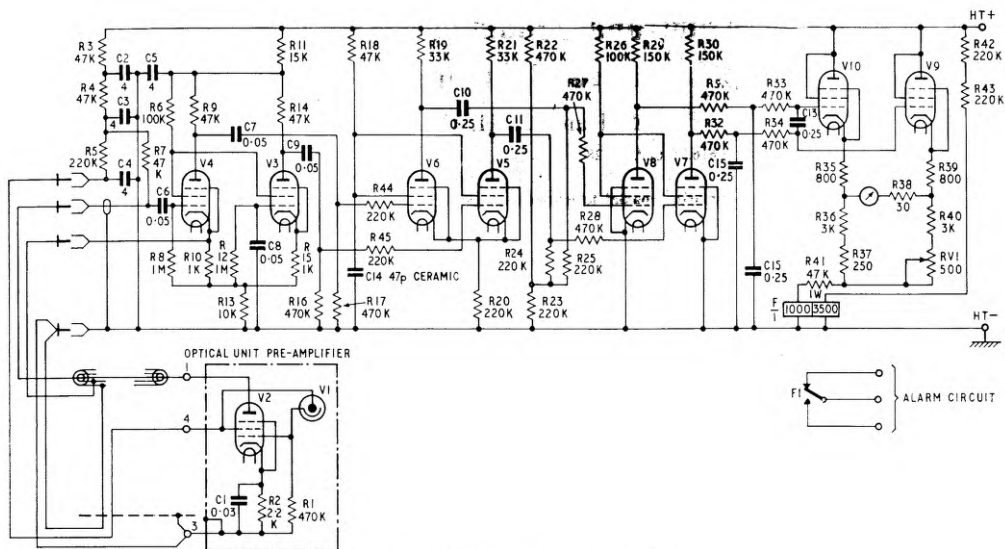 HT+
R3
47K
C2
4
C5
4
R11
15K
R18
47K
R19
33K
R21
33K
R22
470K
R26
100K
R29
150K
R30
150K
R42
220K
R43
220K
R4
47K
C3
4
R6
100K
R9
47K
R14
47K
C7
0·05
C10
0·25
R27
470K
R31
470K
R33
470K
V10
V9
C13
0·25
R5
220K
C4
4
R7
47
K
V4
V3
C9
0·05
V6
C11
0·25
V5
V8
V7
R32
470K
R34
470K
C15
0·25
C6
0·05
R44
220K
R35
800
R39
800
R38
30
R8
1M
R10
1K
R
12
1M
C8
0·05
R
15
1K
R45
220K
R24
220K
R28
470K
R25
220K
R36
3K
R40
3K
C14 47p CERAMIC
C15
0·25
R37
250
RV1
500
R41
47K
1W
R13
10K
R16
470K
R17
470K
R20
220K
R23
220K
F
1
1000
3500
HT-
OPTICAL UNIT PRE-AMPLIFIER
1
V2
V1
4
F1
ALARM CIRCUIT
C1
0·03
R2
2·2
K
R1
470K
3